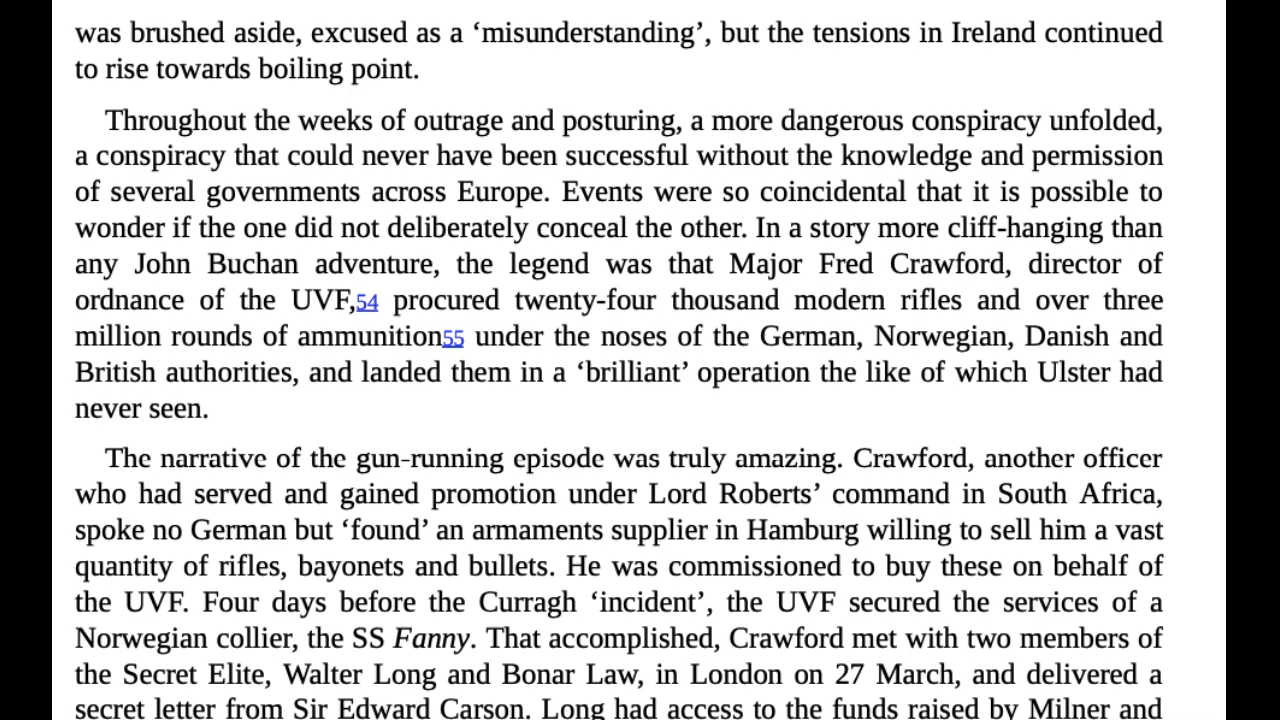 was brushed aside, excused as a ‘misunderstanding’, but the tensions in Ireland continued
to rise towards boiling point.
Throughout the weeks of outrage and posturing, a more dangerous conspiracy unfolded,
a conspiracy that could never have been successful without the knowledge and permission
of several governments across Europe. Events were so coincidental that it is possible to
wonder if the one did not deliberately conceal the other. In a story more cliff-hanging than
any John Buchan adventure, the legend was that Major Fred Crawford, director of
ordnance of the UVF,54 procured twenty-four thousand modern rifles and over three
million rounds of ammunition55 under the noses of the German, Norwegian, Danish and
British authorities, and landed them in a ‘brilliant’ operation the like of which Ulster had
never seen.
The narrative of the gun-running episode was truly amazing. Crawford, another officer
who had served and gained promotion under Lord Roberts’ command in South Africa,
spoke no German but ‘found’ an armaments supplier in Hamburg willing to sell him a vast
quantity of rifles, bayonets and bullets. He was commissioned to buy these on behalf of
the UVF. Four days before the Curragh ‘incident’, the UVF secured the services of a
Norwegian collier, the SS Fanny. That accomplished, Crawford met with two members of
the Secret Elite, Walter Long and Bonar Law, in London on 27 March, and delivered a
secret letter from Sir Edward Carson. Long had access to the funds raised by Milner and